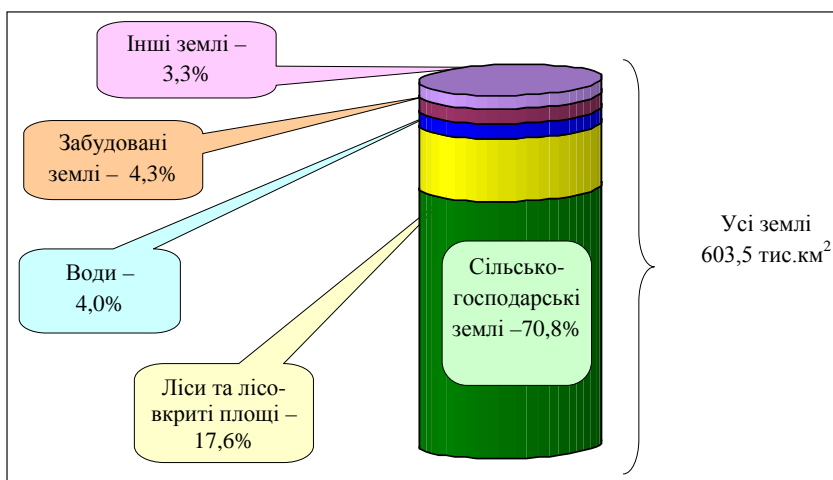 Інші землі –
3,3%
Забудовані
землі –  4,3%
Води –
4,0%
Ліси та лісо-
вкриті площі –
17,6%
Сільсько-
господарські
землі –70,8%
Усі землі
603,5 тис.км²